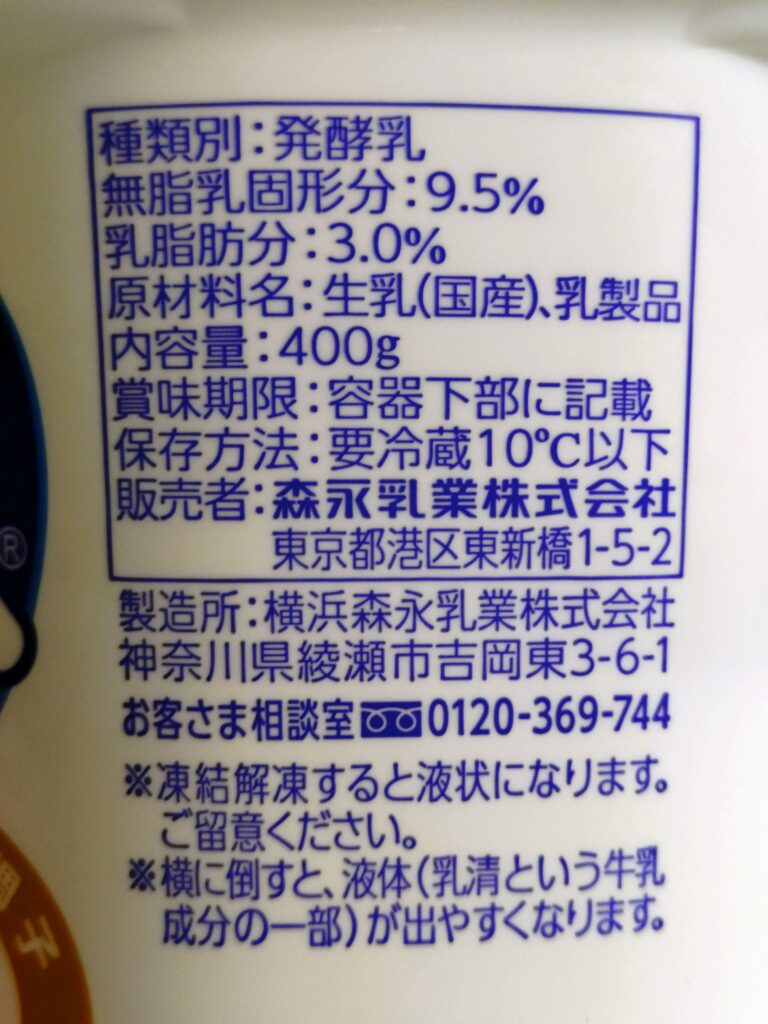 種類別：発酵乳
無脂乳固形分：9.5%
乳脂肪分：3.0%
原材料名：生乳(国産)、乳製品
内容量：400g
賞味期限：容器下部に記載
保存方法：要冷蔵10℃以下
販売者：森永乳業株式会社
東京都港区東新橋1-5-2
製造所：横浜森永乳業株式会社
神奈川県綾瀬市吉岡東3-6-1
お客さま相談室 0120-369-744
※凍結解凍すると液状になります。
ご留意ください。
※横に倒すと、液体(乳清という牛乳
成分の一部)が出やすくなります。
®
調子